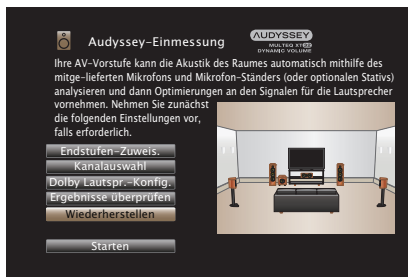 Audyssey-Einmessung
AUDYSSEY
MULTEQ XT32
DYNAMIC VOLUME
Ihre AV-Vorstufe kann die Akustik des Raumes automatisch mithilfe des
mitge-lieferten Mikrofons und Mikrofon-Ständers (oder optionalen Stativs)
analysieren und dann Optimierungen an den Signalen für die Lautsprecher
vornehmen. Nehmen Sie zunächst
die folgenden Einstellungen vor,
falls erforderlich.
Endstufen-Zuweis.
Kanalauswahl
Dolby Lautspr.-Konfig.
Ergebnisse überprüfen
Wiederherstellen
Starten